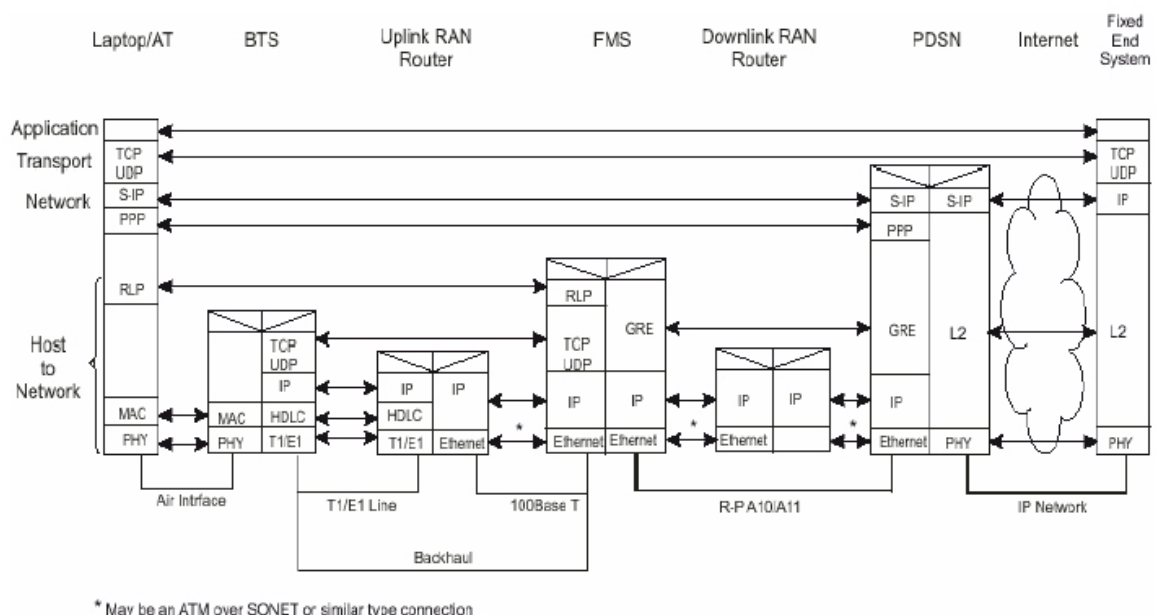 Laptop/AT
BTS
Uplink RAN
Router
FMS
Downlink RAN
Router
PDSN
Internet
Fixed
End
System
Application
Transport
TCP
UDP
TCP
UDP
Network
S-IP
S-IP
S-IP
IP
PPP
PPP
RLP
RLP
Host
to
Network
TCP
UDP
TCP
UDP
GRE
GRE
L2
L2
IP
IP
IP
IP
IP
IP
IP
IP
MAC
MAC
HDLC
HDLC
*
*
*
PHY
PHY
T1/E1
T1/E1
Ethernet
Ethernet
Ethernet
Ethernet
Ethernet
PHY
PHY
Air Intrface
T1/E1 Line
100Base T
R-PA10/A11
IP Network
Backhaul
* May be an ATM over SONET or similar type connection